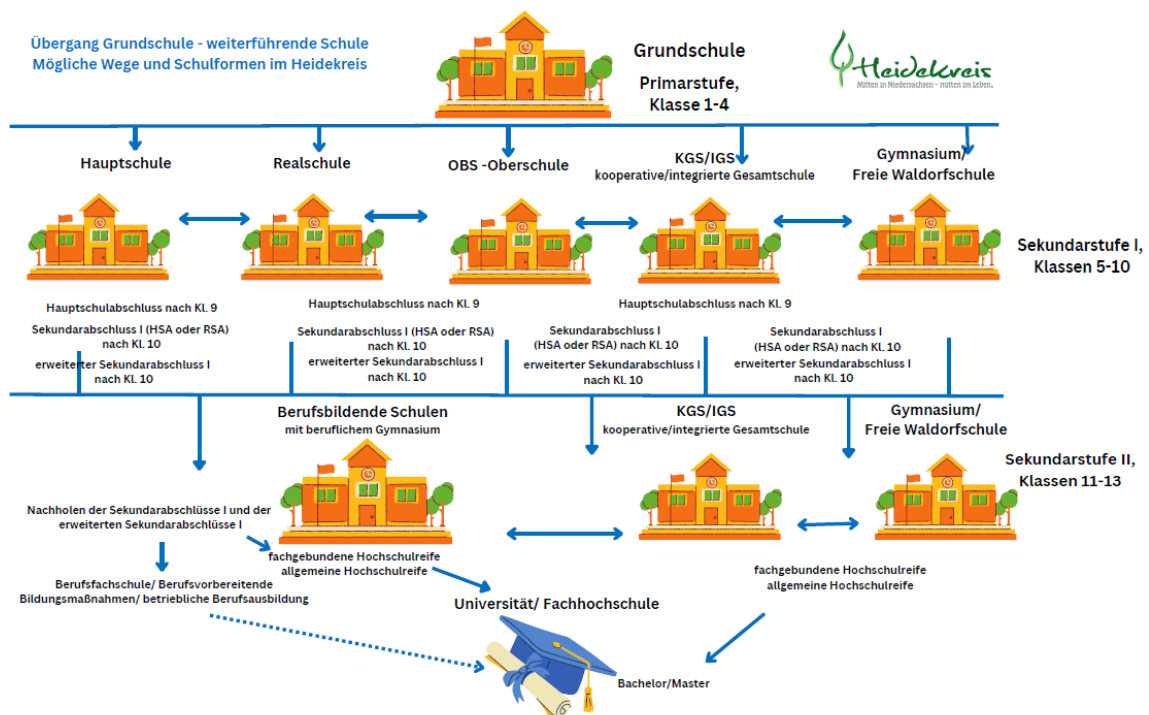 Übergang Grundschule - weiterführende Schule
Mögliche Wege und Schulformen im Heidekreis
Grundschule
Primarstufe,
Klasse 1-4
Heidekreis
Mitten in Niedersachsen – mitten im Leben.
Hauptschule
Realschule
OBS -Oberschule
KGS/IGS
kooperative/integrierte Gesamtschule
Gymnasium/
Freie Waldorfschule
Sekundarstufe I,
Klassen 5-10
Hauptschulabschluss nach Kl. 9
Sekundarabschluss I (HSA oder RSA)
nach Kl. 10
erweiterter Sekundarabschluss I
nach Kl. 10
Hauptschulabschluss nach Kl. 9
Sekundarabschluss I (HSA oder RSA)
nach Kl. 10
erweiterter Sekundarabschluss I
nach Kl. 10
Hauptschulabschluss nach Kl. 9
Sekundarabschluss I
(HSA oder RSA) nach Kl. 10
erweiterter Sekundarabschluss I
nach Kl. 10
Sekundarabschluss I
(HSA oder RSA) nach Kl. 10
erweiterter Sekundarabschluss I
nach Kl. 10
Berufsbildende Schulen
mit beruflichem Gymnasium
KGS/IGS
kooperative/integrierte Gesamtschule
Gymnasium/
Freie Waldorfschule
Sekundarstufe II,
Klassen 11-13
Nachholen der Sekundarabschlüsse I und der
erweiterten Sekundarabschlüsse I
fachgebundene Hochschulreife
allgemeine Hochschulreife
Berufsfachschule/ Berufsvorbereitende
Bildungsmaßnahmen/ betriebliche Berufsausbildung
fachgebundene Hochschulreife
allgemeine Hochschulreife
Universität/ Fachhochschule
Bachelor/Master